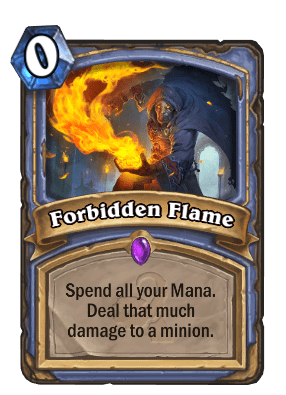 0
Forbidden Flame
Spend all your Mana.
Deal that much
damage to a minion.